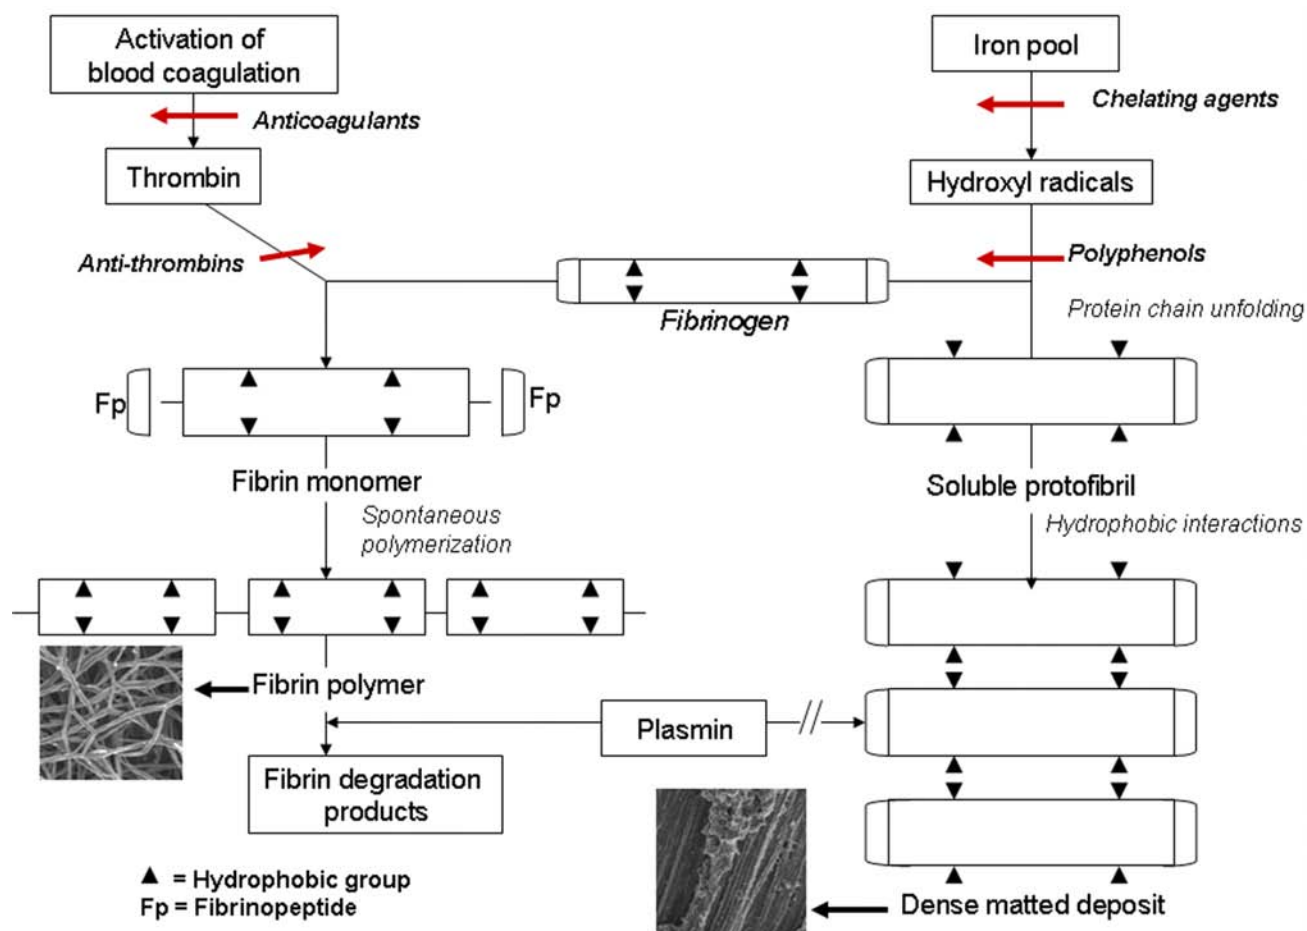 Activation of
blood coagulation
Iron pool
Anticoagulants
Chelating agents
Thrombin
Hydroxyl radicals
Anti-thrombins
Polyphenols
Fibrinogen
Protein chain unfolding
Fp
Fp
Fibrin monomer
Soluble protofibril
Spontaneous
polymerization
Hydrophobic interactions
Fibrin polymer
Plasmin
//
Fibrin degradation
products
▲ = Hydrophobic group
Fp = Fibrinopeptide
Dense matted deposit